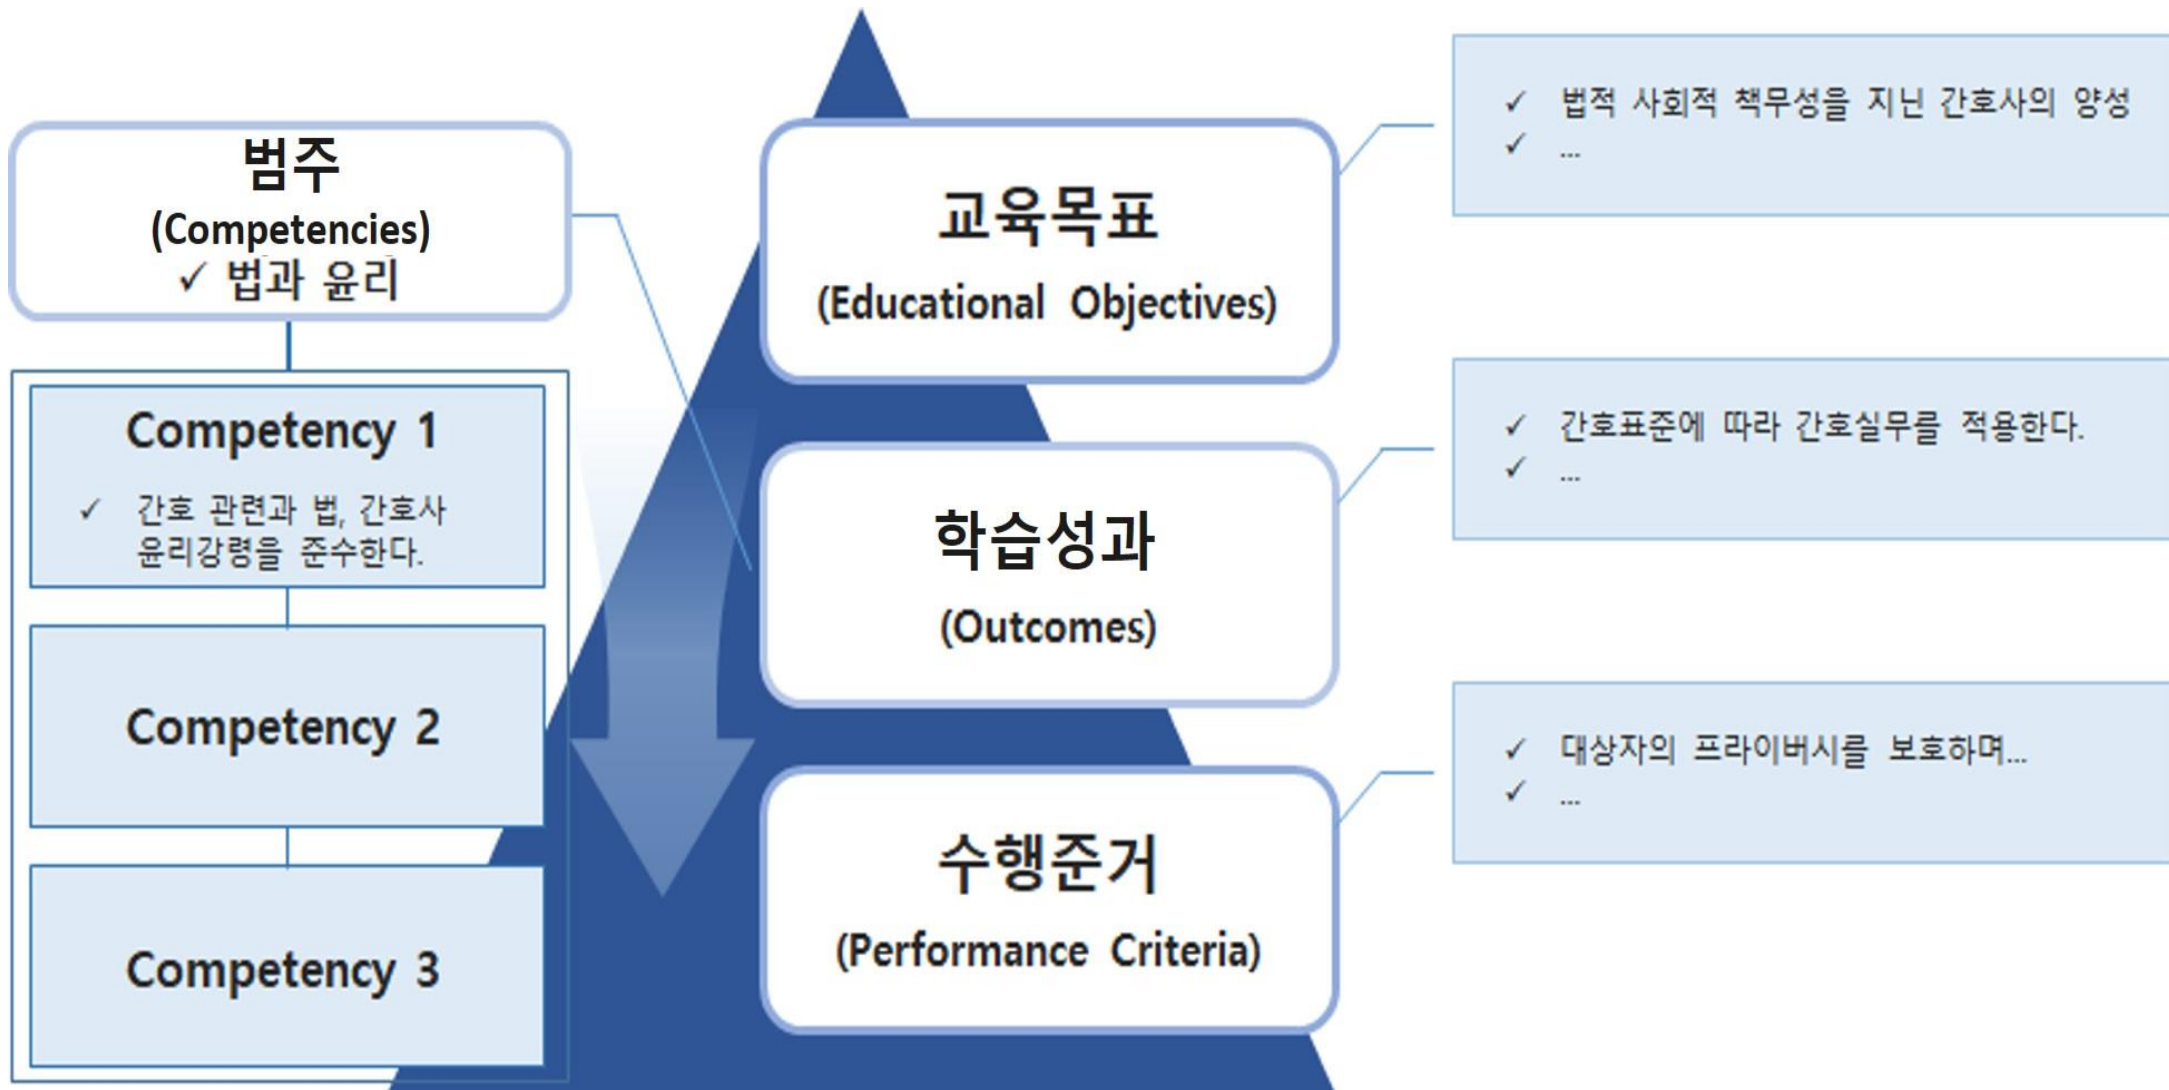 범주
(Competencies)
✓ 법과 윤리
Competency 1
✓ 간호 관련과 법, 간호사
윤리강령을 준수한다.
Competency 2
Competency 3
교육목표
(Educational Objectives)
✓ 법적 사회적 책무성을 지닌 간호사의 양성
✓ ...
학습성과
(Outcomes)
✓ 간호표준에 따라 간호실무를 적용한다.
✓ ...
수행준거
(Performance Criteria)
✓ 대상자의 프라이버시를 보호하며...
✓ ...